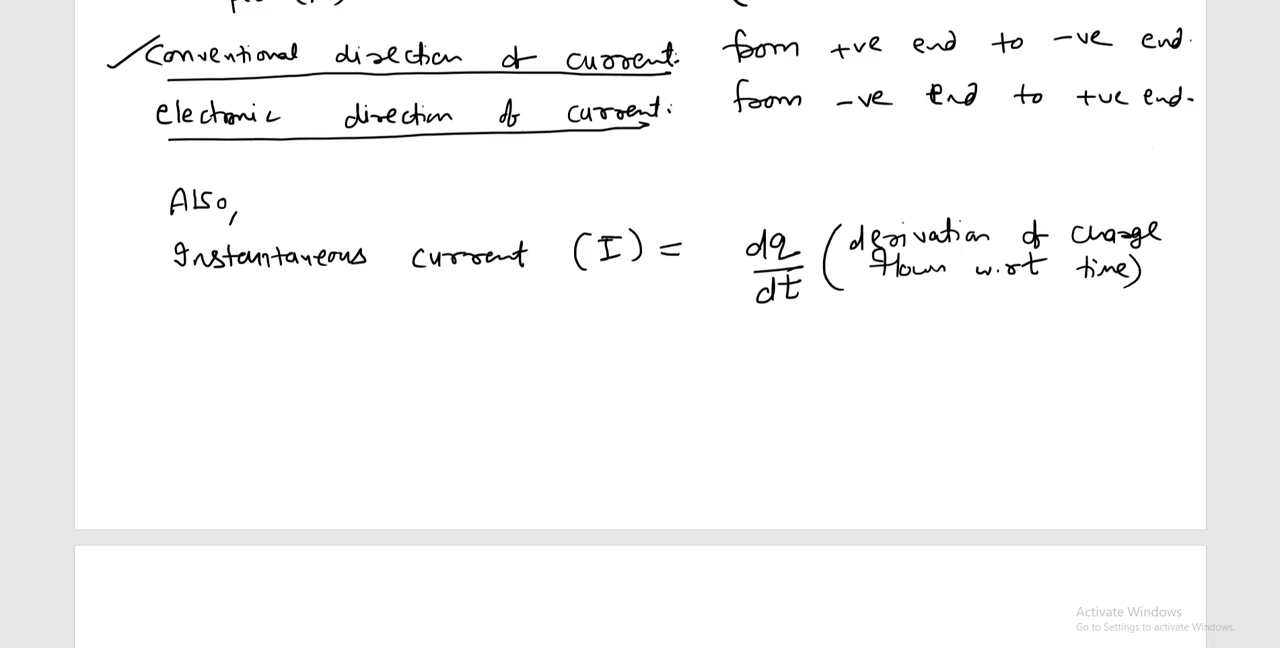 Conventional direction of current: from +ve end to -ve end.
electronic direction of current: from -ve end to +ve end.
Also,
Instantaneous current (I) = dq/dt (derivation of charge
flown w.r.t time)
Activate Windows
Go to Settings to activate Windows.